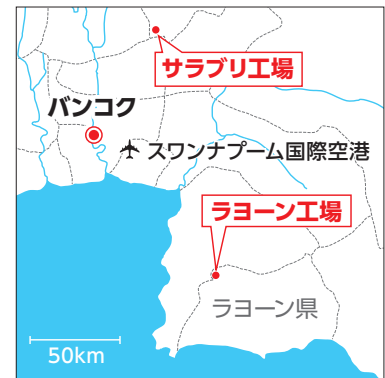 サラブリ工場
バンコク
スワンナプーム国際空港
ラヨーン工場
ラヨーン県
50km